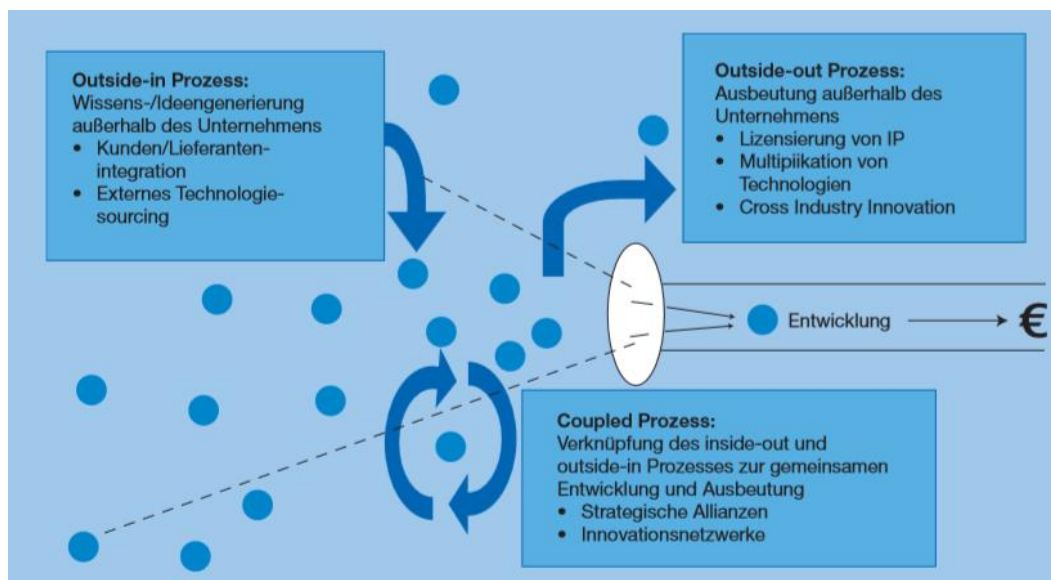 Outside-in Prozess:
Wissens-/Ideengenerierung
außerhalb des Unternehmens
• Kunden/Lieferanten-
integration
• Externes Technologie-
sourcing
Outside-out Prozess:
Ausbeutung außerhalb des
Unternehmens
• Lizensierung von IP
• Multipiikation von
Technologien
• Cross Industry Innovation
Entwicklung
€
Coupled Prozess:
Verknüpfung des inside-out und
outside-in Prozesses zur gemeinsamen
Entwicklung und Ausbeutung
• Strategische Allianzen
• Innovationsnetzwerke